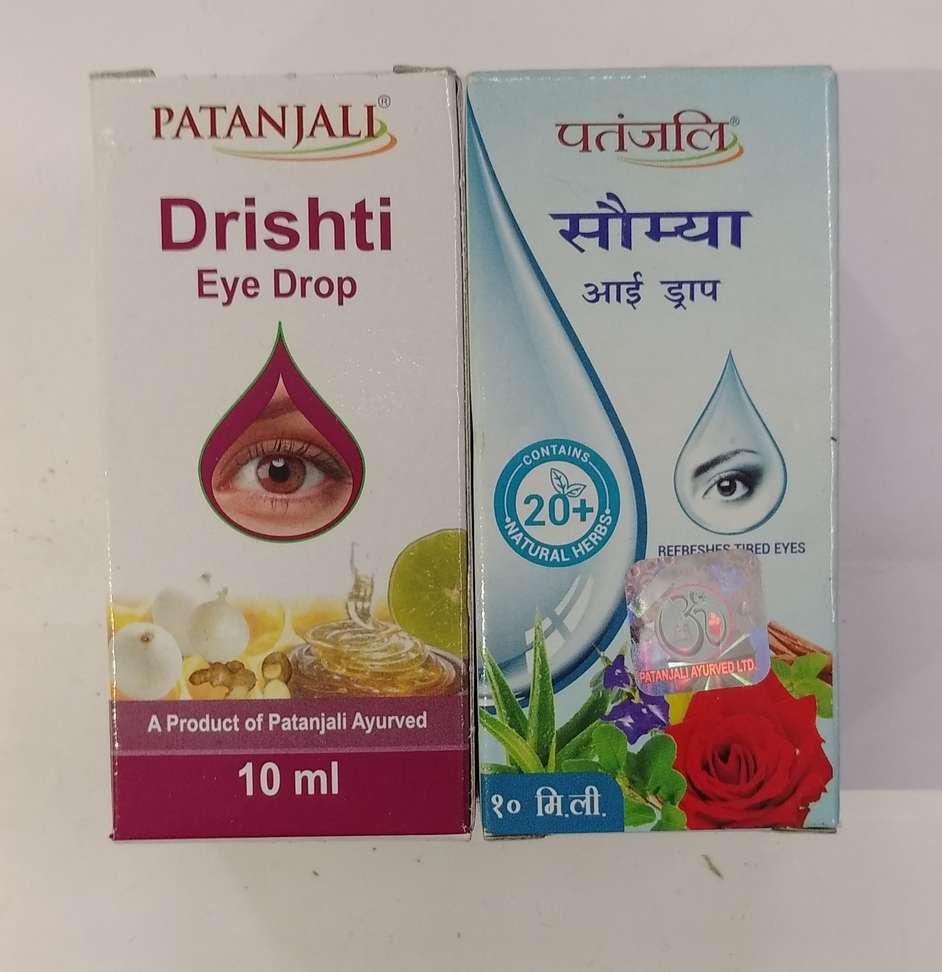 PATANJALI®
Drishti
Eye Drop
A Product of Patanjali Ayurved
10 ml
पतंजलि®
सौम्या
आई ड्राप
CONTAINS
20+
NATURAL HERBS
REFRESHES TIRED EYES
ॐ
PATANJALI AYURVED LTD.
१० मि.ली.